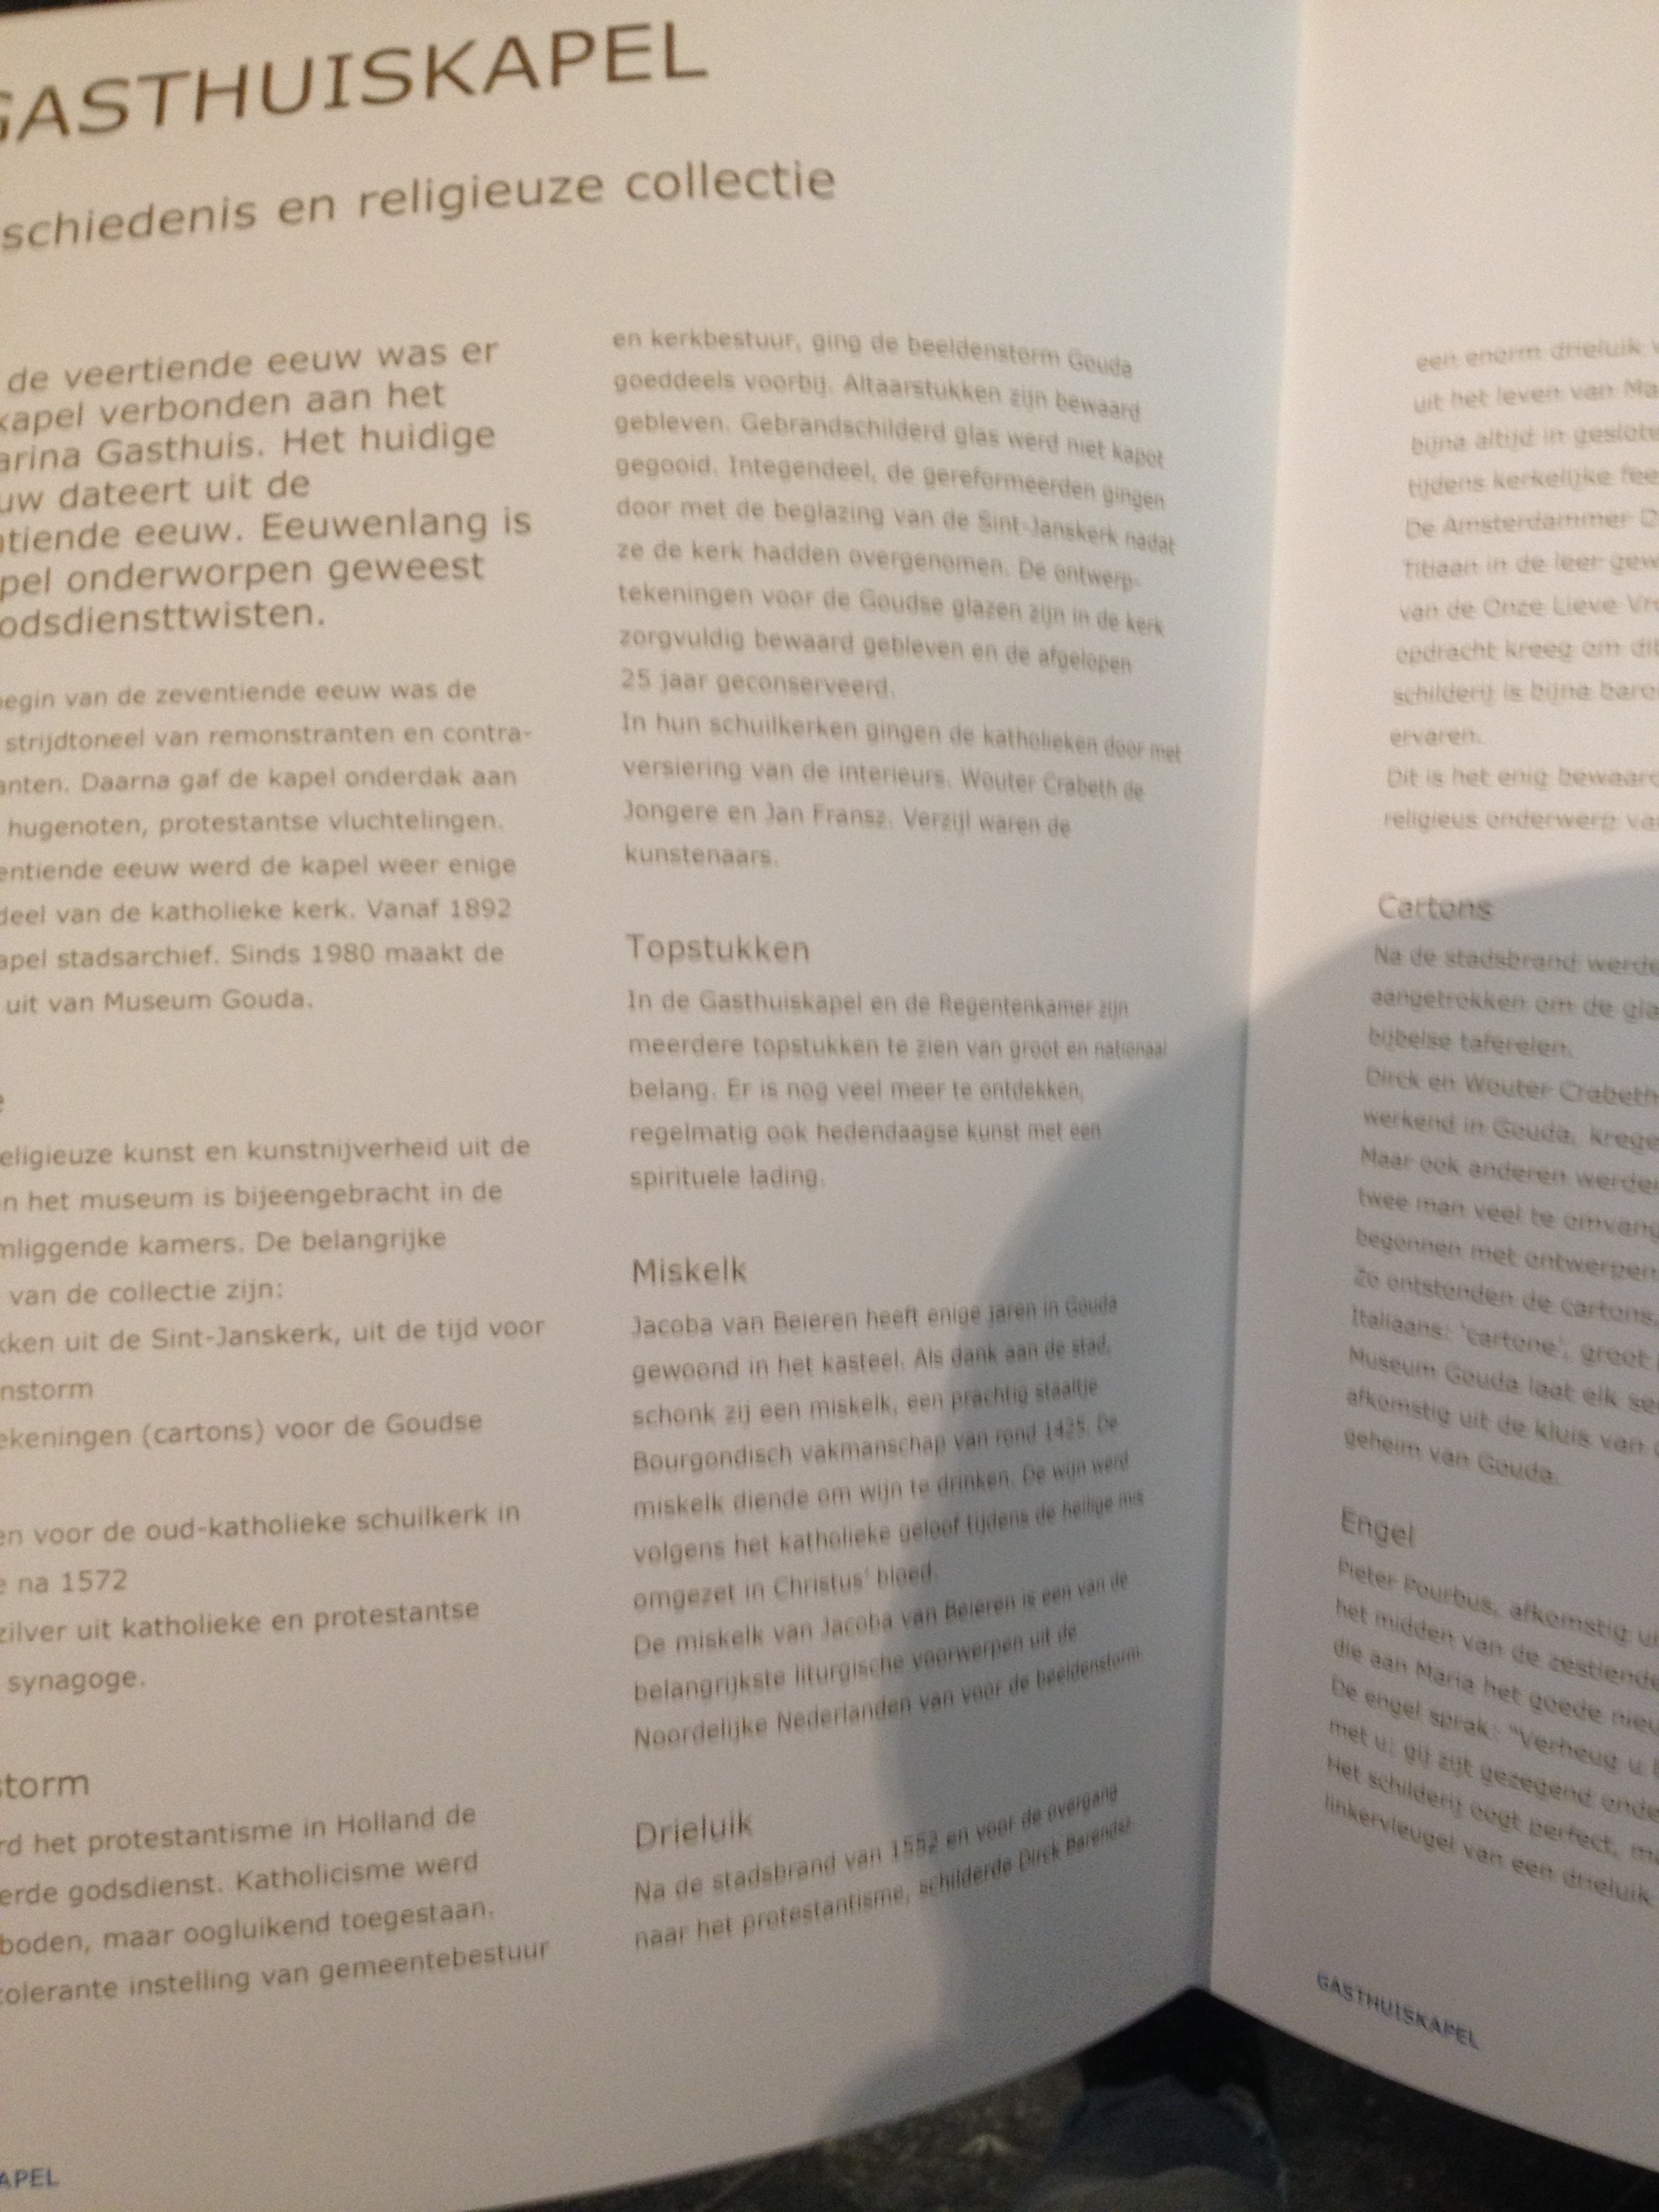 GASTHUISKAPEL
schiedenis en religieuze collectie
de veertiende eeuw was er
kapel verbonden aan het
arina Gasthuis. Het huidige
uw dateert uit de
tiende eeuw. Eeuwenlang is
pel onderworpen geweest
odsdiensttwisten.
begin van de zeventiende eeuw was de
strijdtoneel van remonstranten en contra-
anten. Daarna gaf de kapel onderdak aan
hugenoten, protestantse vluchtelingen.
entiende eeuw werd de kapel weer enige
deel van de katholieke kerk. Vanaf 1892
apel stadsarchief. Sinds 1980 maakt de
uit van Museum Gouda.
e
eligieuze kunst en kunstnijverheid uit de
n het museum is bijeengebracht in de
mliggende kamers. De belangrijke
van de collectie zijn:
kken uit de Sint-Janskerk, uit de tijd voor
nstorm
ekeningen (cartons) voor de Goudse
en voor de oud-katholieke schuilkerk in
e na 1572
zilver uit katholieke en protestantse
synagoge.
storm
rd het protestantisme in Holland de
erde godsdienst. Katholicisme werd
boden, maar oogluikend toegestaan.
tolerante instelling van gemeentebestuur
APEL
en kerkbestuur, ging de beeldenstorm Gouda
goeddeels voorbij. Altaarstukken zijn bewaard
gebleven. Gebrandschilderd glas werd niet kapot
gegooid. Integendeel, de gereformeerden gingen
door met de beglazing van de Sint-Janskerk nadat
ze de kerk hadden overgenomen. De ontwerp-
tekeningen voor de Goudse glazen zijn in de kerk
zorgvuldig bewaard gebleven en de afgelopen
25 jaar geconserveerd.
In hun schuilkerken gingen de katholieken door met
versiering van de interieurs. Wouter Crabeth de
Jongere en Jan Fransz. Verzijl waren de
kunstenaars.
Topstukken
In de Gasthuiskapel en de Regentenkamer zijn
meerdere topstukken te zien van groot en nationaal
belang. Er is nog veel meer te ontdekken,
regelmatig ook hedendaagse kunst met een
spirituele lading.
Miskelk
Jacoba van Beieren heeft enige jaren in Gouda
gewoond in het kasteel. Als dank aan de stad,
schonk zij een miskelk, een prachtig staaltje
Bourgondisch vakmanschap van rond 1425. De
miskelk diende om wijn te drinken. De wijn werd
volgens het katholieke geloof tijdens de heilige mis
omgezet in Christus' bloed.
De miskelk van Jacoba van Beieren is een van de
belangrijkste liturgische voorwerpen uit de
Noordelijke Nederlanden van voor de beeldenstorm.
Drieluik
Na de stadsbrand van 1552 en voor de overgang
naar het protestantisme, schilderde Dirck Barendsz
een enorm drieluik v
uit het leven van Ma
bijna altijd in geslote
tijdens kerkelijke fee
De Amsterdammer D
Titiaan in de leer gew
van de Onze Lieve Vr
opdracht kreeg om dit
schilderij is bijna baro
ervaren.
Dit is het enig bewaard
religieus onderwerp va
Cartons
Na de stadsbrand werde
aangetrokken om de gla
bijbelse taferelen.
Dirck en Wouter Crabeth
werkend in Gouda, krege
Maar ook anderen werde
twee man veel te omvang
begonnen met ontwerpen
Zo ontstonden de cartons,
Italiaans: 'cartone', groot
Museum Gouda laat elk se
afkomstig uit de kluis van
geheim van Gouda.
Engel
Pieter Pourbus, afkomstig ui
het midden van de zestiende
die aan Maria het goede nieu
De engel sprak: "Verheug u
met u; gij zijt gezegend onde
Het schilderij oogt perfect, m
linkervleugel van een drieluik
GASTHUISKAPEL